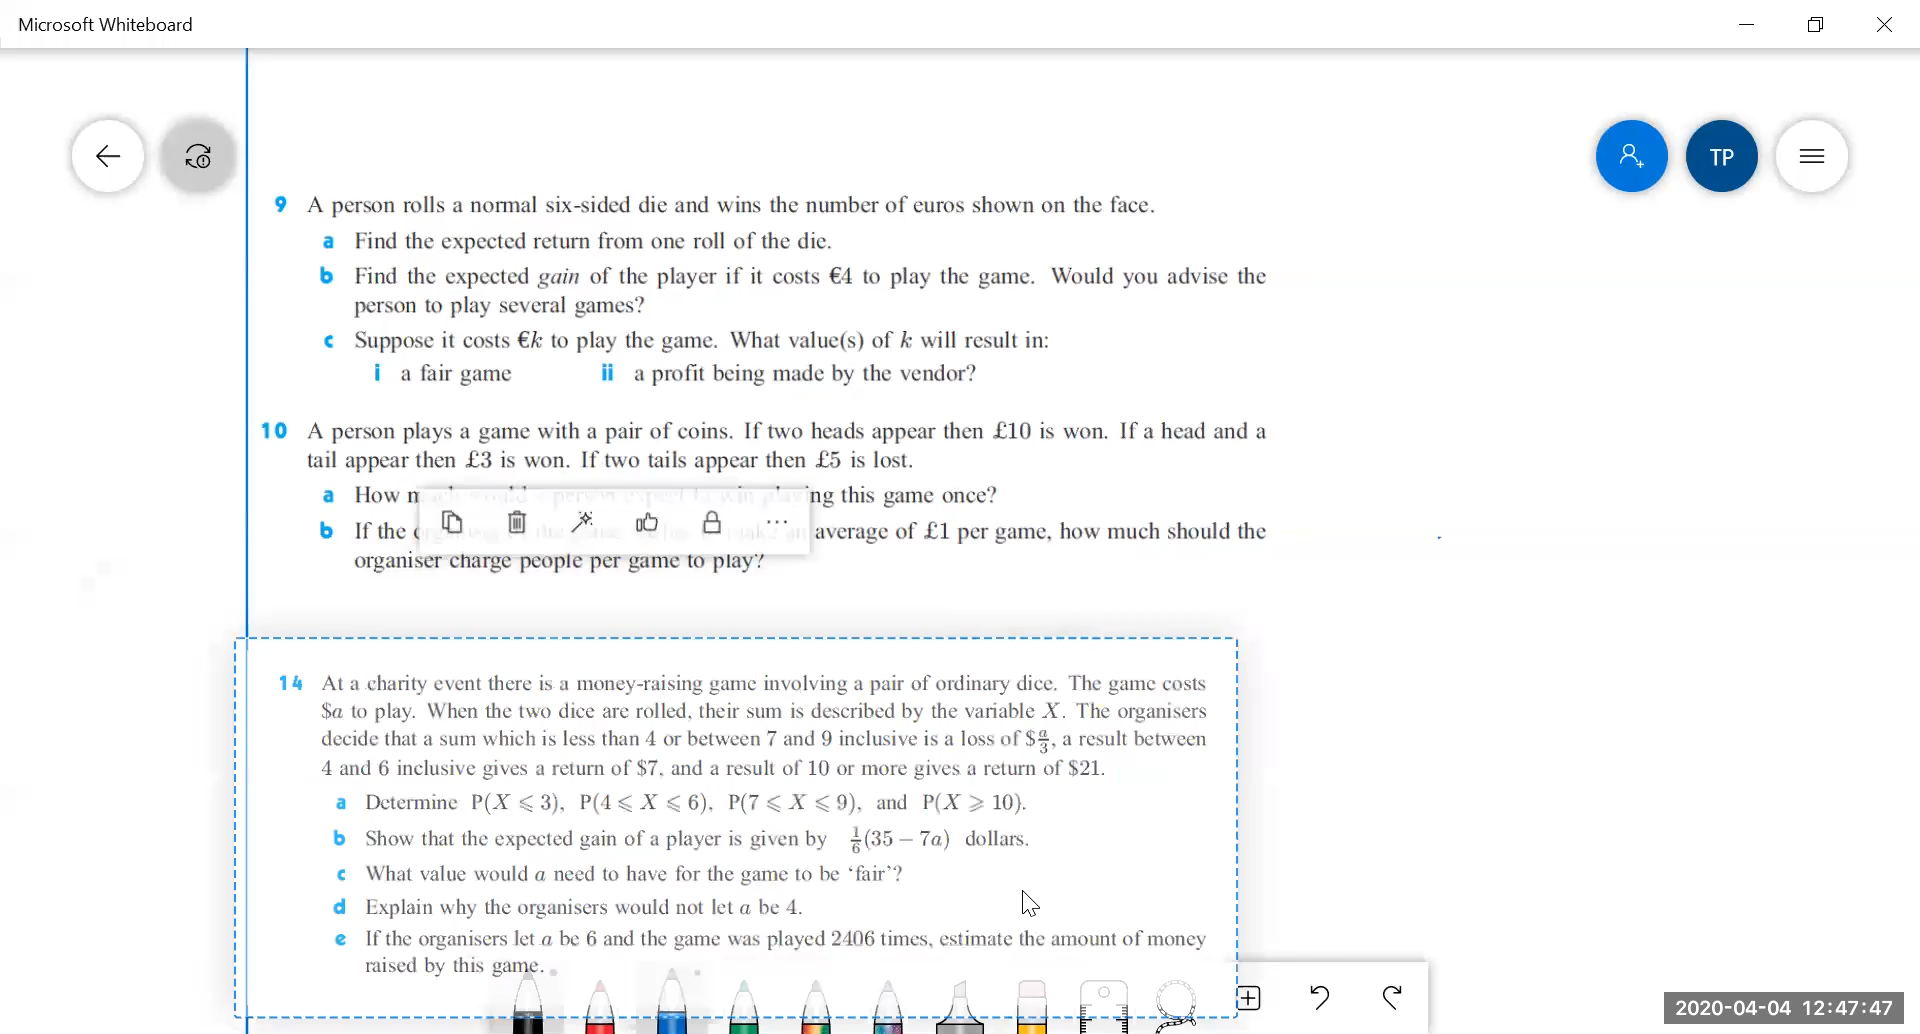 Microsoft Whiteboard
TP
9 A person rolls a normal six-sided die and wins the number of euros shown on the face.
a Find the expected return from one roll of the die.
b Find the expected gain of the player if it costs €4 to play the game. Would you advise the
person to play several games?
c Suppose it costs €k to play the game. What value(s) of k will result in:
i a fair game ii a profit being made by the vendor?
10 A person plays a game with a pair of coins. If two heads appear then £10 is won. If a head and a
tail appear then £3 is won. If two tails appear then £5 is lost.
a How much would a person expect to win playing this game once?
b If the average of £1 per game, how much should the
organiser charge people per game to play?
14 At a charity event there is a money-raising game involving a pair of ordinary dice. The game costs
$a to play. When the two dice are rolled, their sum is described by the variable X. The organisers
decide that a sum which is less than 4 or between 7 and 9 inclusive is a loss of $a/3, a result between
4 and 6 inclusive gives a return of $7, and a result of 10 or more gives a return of $21.
a Determine P(X ⩽ 3), P(4 ⩽ X ⩽ 6), P(7 ⩽ X ⩽ 9), and P(X ⩾ 10).
b Show that the expected gain of a player is given by 1/6(35 − 7a) dollars.
c What value would a need to have for the game to be ‘fair’?
d Explain why the organisers would not let a be 4.
e If the organisers let a be 6 and the game was played 2406 times, estimate the amount of money
raised by this game.
2020-04-04 12:47:47